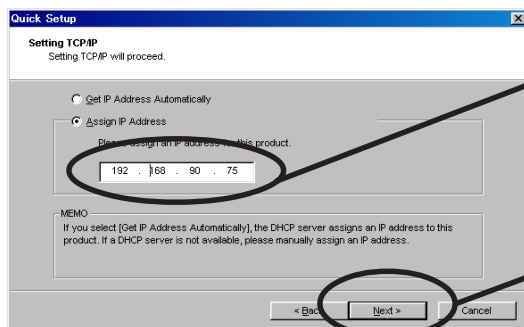 Quick Setup
Setting TCP/IP
Setting TCP/IP will proceed.
Get IP Address Automatically
Assign IP Address
Please assign an IP address for this product.
192 . 168 . 90 . 75
MEMO
If you select [Get IP Address Automatically], the DHCP server assigns an IP address to this
product. If a DHCP server is not available, please manually assign an IP address.
< Back Next > Cancel